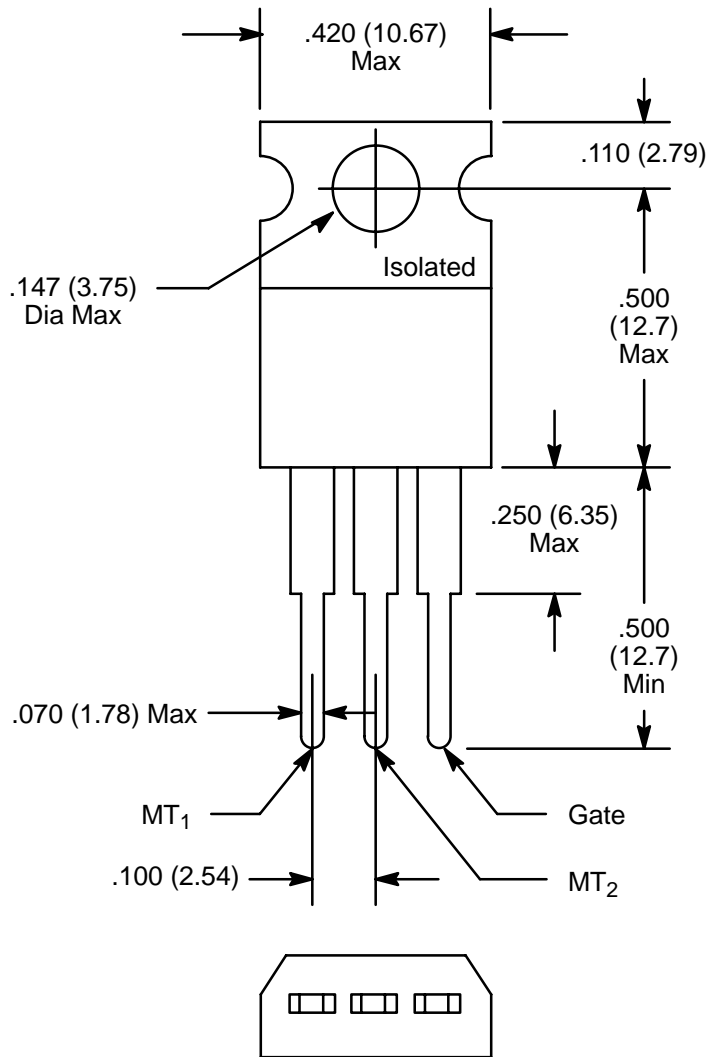 .420 (10.67)
Max
.110 (2.79)
Isolated
.147 (3.75)
Dia Max
.500
(12.7)
Max
.250 (6.35)
Max
.500
(12.7)
Min
.070 (1.78) Max
MT1
Gate
.100 (2.54)
MT2